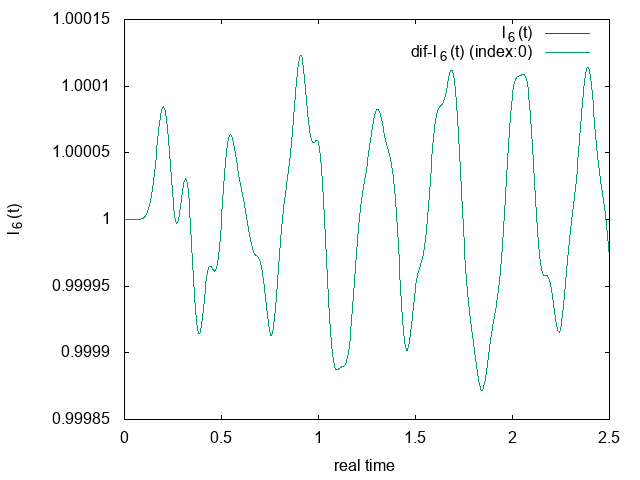 1.00015
1.0001
1.00005
1
0.99995
0.9999
0.99985
I6(t)
I6(t)
dif-I6(t) (index:0)
0 0.5 1 1.5 2 2.5
real time